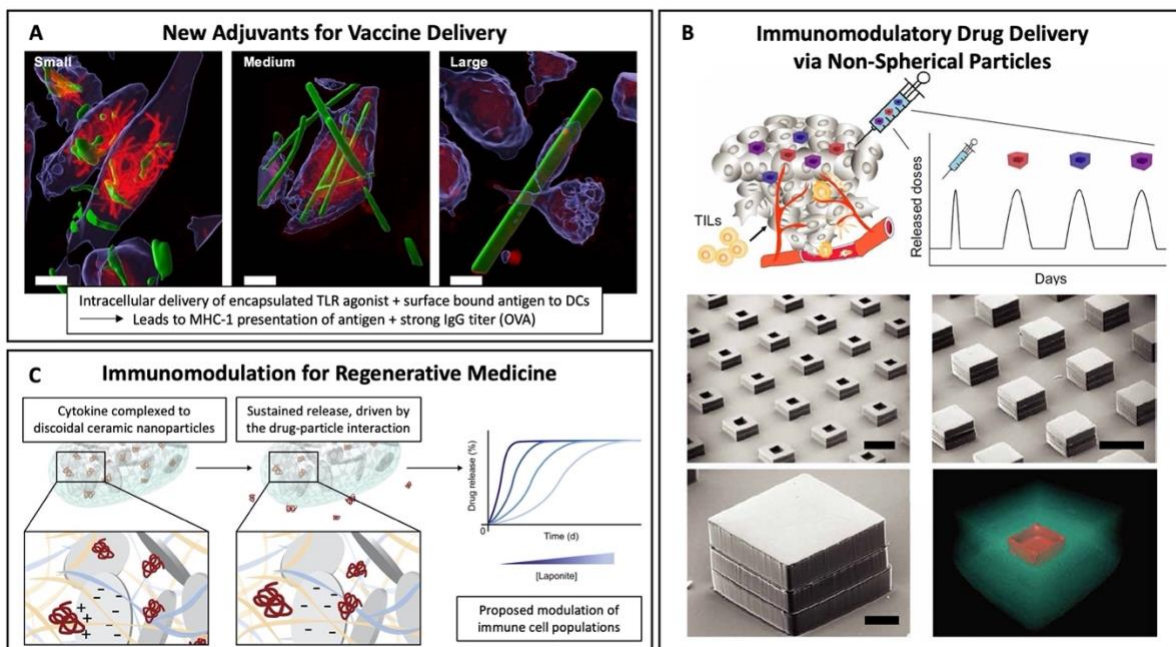 A
New Adjuvants for Vaccine Delivery
Small
Medium
Large
Intracellular delivery of encapsulated TLR agonist + surface bound antigen to DCs
Leads to MHC-1 presentation of antigen + strong IgG titer (OVA)
B
Immunomodulatory Drug Delivery
via Non-Spherical Particles
TILs
Released doses
Days
C
Immunomodulation for Regenerative Medicine
Cytokine complexed to
discoidal ceramic nanoparticles
Sustained release, driven by
the drug-particle interaction
Drug release (%)
0
Time (d)
[Laponite]
Proposed modulation of
immune cell populations